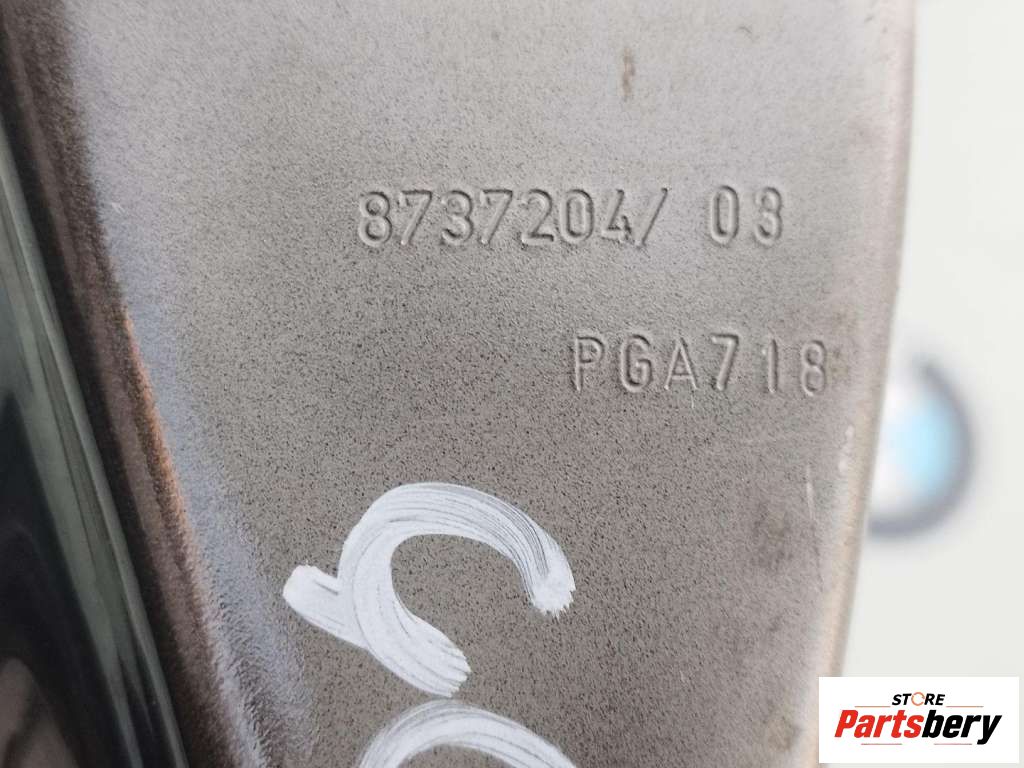 8737204/ 03
PGA718
STORE
Partsbery